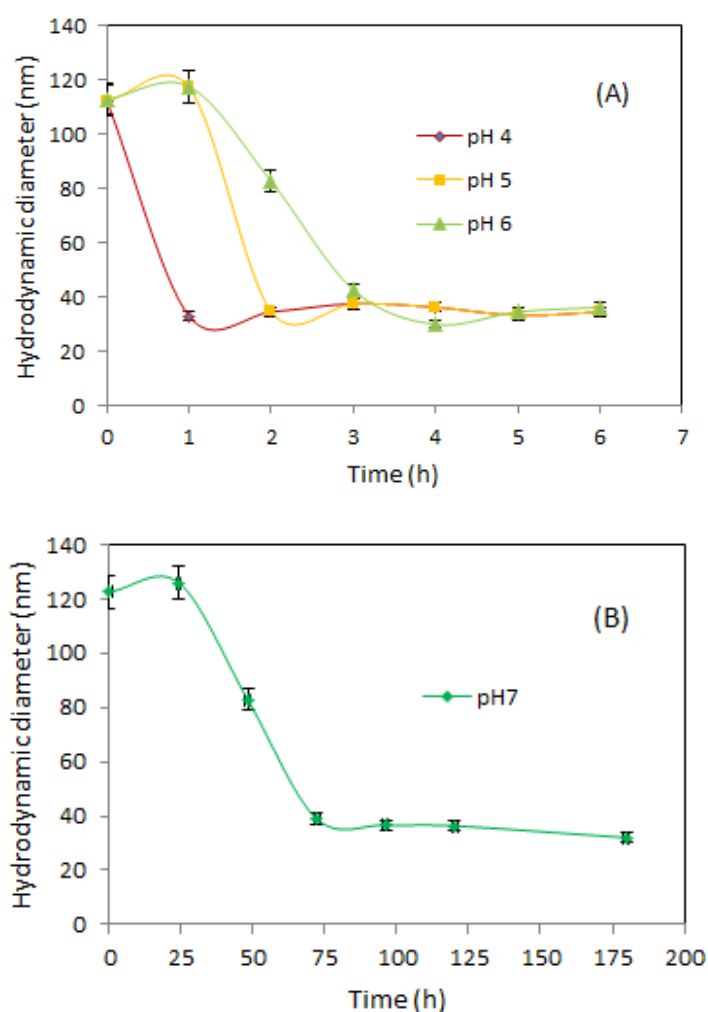 Hydrodynamic diameter (nm)
140
120
100
80
60
40
20
0
(A)
pH 4
pH 5
pH 6
0 1 2 3 4 5 6 7
Time (h)
Hydrodynamic diameter (nm)
140
120
100
80
60
40
20
0
(B)
pH7
0 25 50 75 100 125 150 175 200
Time (h)